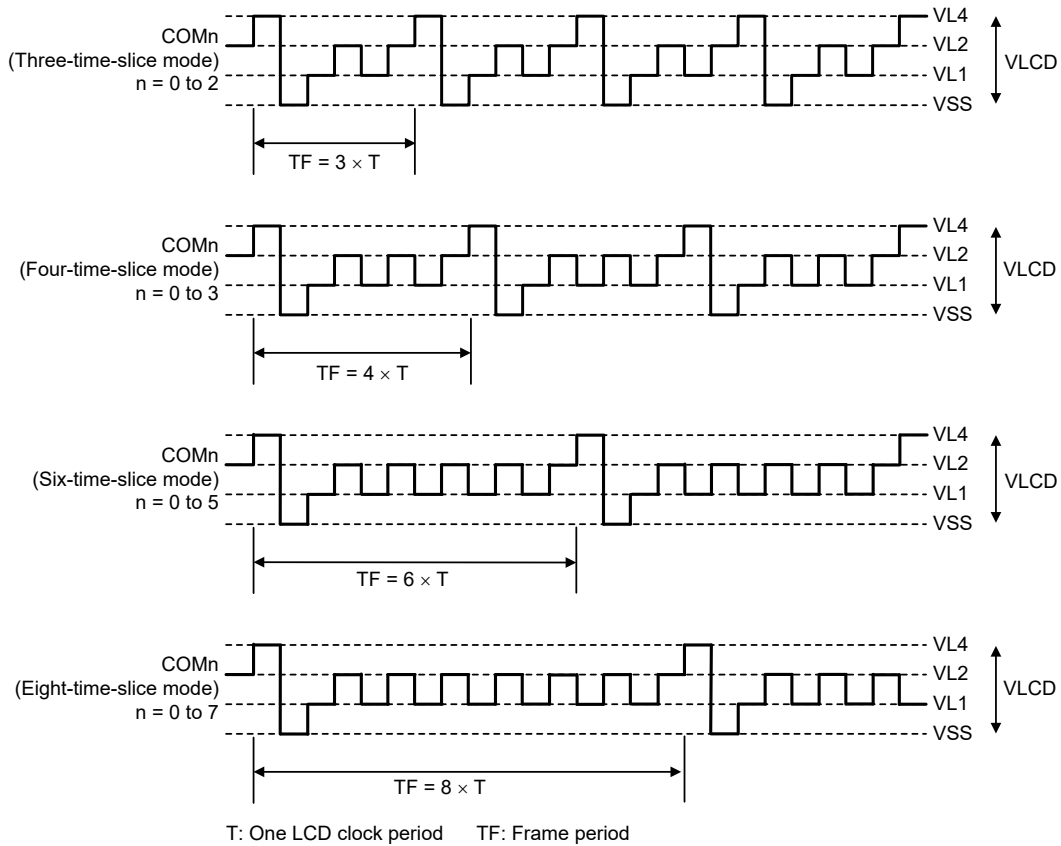 COMn
(Three-time-slice mode)
n = 0 to 2
VL4
VL2
VL1
VSS
VLCD
TF = 3 × T
COMn
(Four-time-slice mode)
n = 0 to 3
VL4
VL2
VL1
VSS
VLCD
TF = 4 × T
COMn
(Six-time-slice mode)
n = 0 to 5
VL4
VL2
VL1
VSS
VLCD
TF = 6 × T
COMn
(Eight-time-slice mode)
n = 0 to 7
VL4
VL2
VL1
VSS
VLCD
TF = 8 × T
T: One LCD clock period TF: Frame period